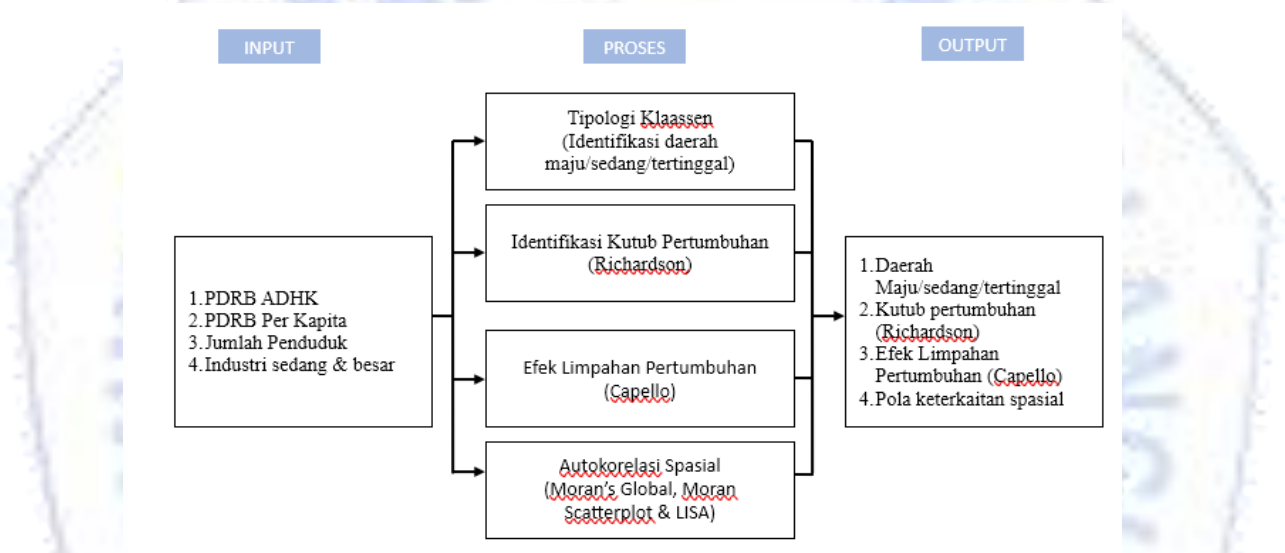 INPUT
PROSES
OUTPUT
1.PDRB ADHK
2.PDRB Per Kapita
3.Jumlah Penduduk
4.Industri sedang & besar
Tipologi Klaassen
(Identifikasi daerah
maju/sedang/tertinggal)
Identifikasi Kutub Pertumbuhan
(Richardson)
Efek Limpahan Pertumbuhan
(Capello)
Autokorelasi Spasial
(Moran's Global, Moran
Scatterplot & LISA)
1.Daerah
Maju/sedang/tertinggal
2.Kutub pertumbuhan
(Richardson)
3.Efek Limpahan
Pertumbuhan (Capello)
4.Pola keterkaitan spasial